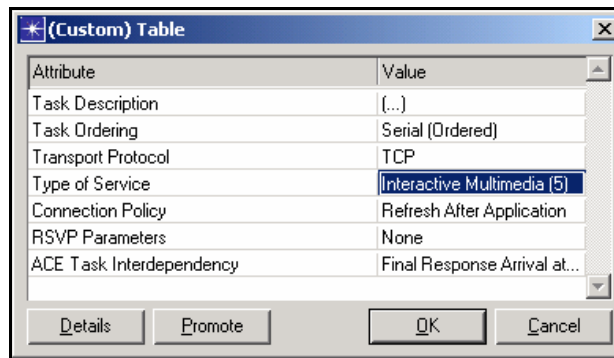 (Custom) Table
Attribute Value
Task Description (...)
Task Ordering Serial (Ordered)
Transport Protocol TCP
Type of Service Interactive Multimedia (5)
Connection Policy Refresh After Application
RSVP Parameters None
ACE Task Interdependency Final Response Arrival at...
Details Promote OK Cancel